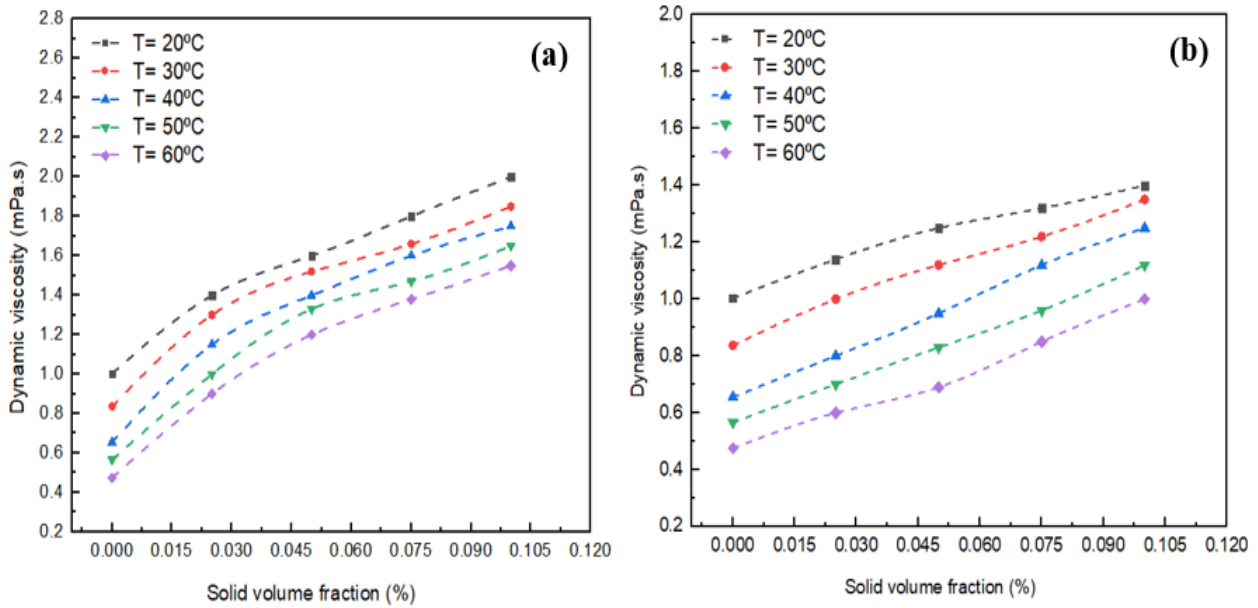 (a)
T= 20ºC
T= 30ºC
T= 40ºC
T= 50ºC
T= 60ºC
2.8
2.6
2.4
2.2
2.0
1.8
1.6
1.4
1.2
1.0
0.8
0.6
0.4
0.2
Dynamic viscosity (mPa.s)
0.000 0.015 0.030 0.045 0.060 0.075 0.090 0.105 0.120
Solid volume fraction (%)
(b)
T= 20ºC
T= 30ºC
T= 40ºC
T= 50ºC
T= 60ºC
2.0
1.8
1.6
1.4
1.2
1.0
0.8
0.6
0.4
0.2
Dynamic viscosity (mPa.s)
0.000 0.015 0.030 0.045 0.060 0.075 0.090 0.105 0.120
Solid volume fraction (%)